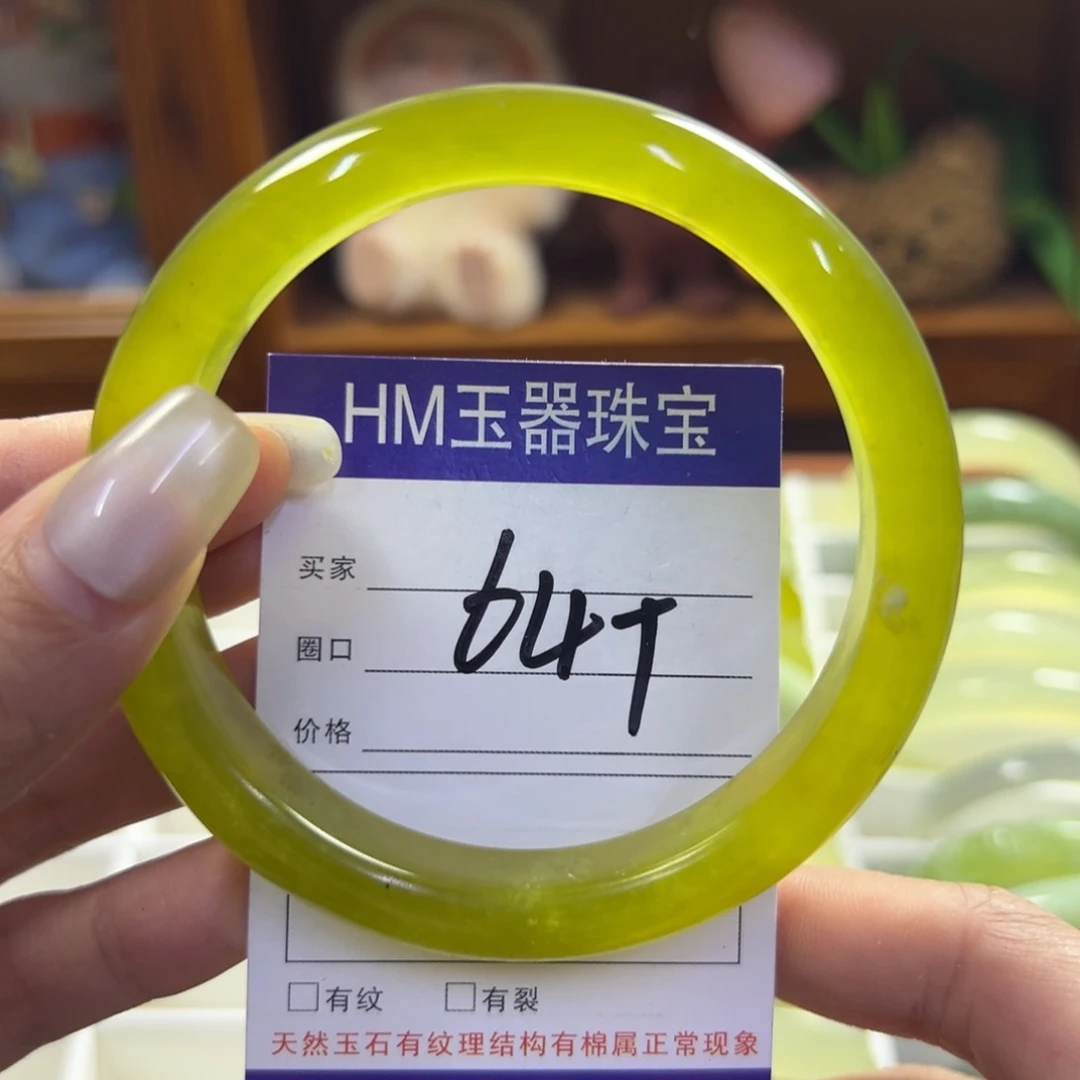 HM玉器珠宝
买家
64T
圈口
价格
□有纹 □有裂
天然玉石有纹理结构有棉属正常现象